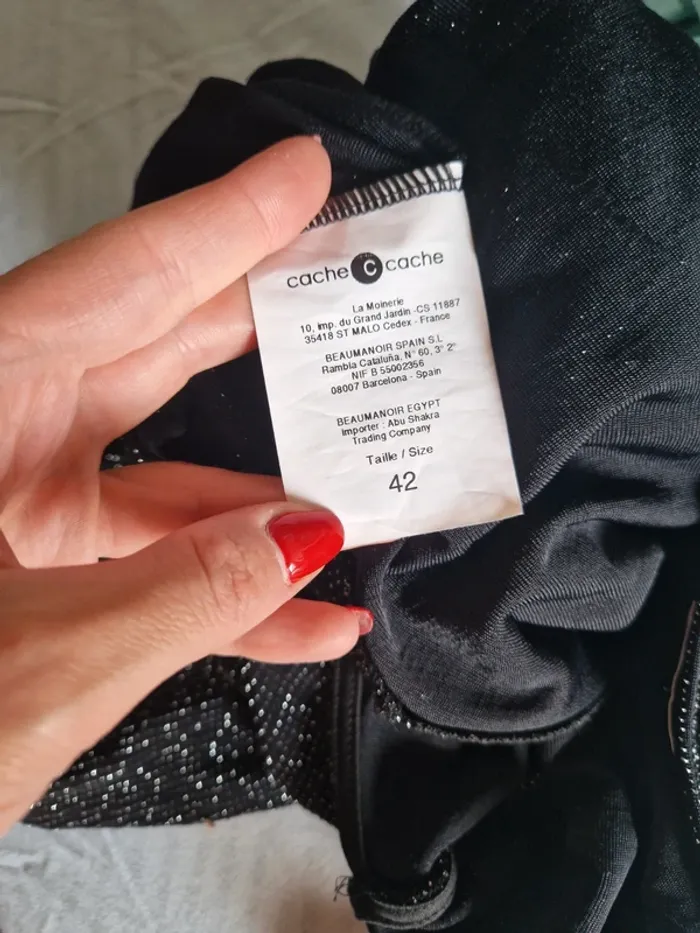 cache C cache
La Moinerie
10, imp. du Grand Jardin -CS 11887
35418 ST MALO Cedex - France
BEAUMANOIR SPAIN S.L
Rambla Cataluña, N° 60, 3° 2ª
NIF B 55002356
08007 Barcelona - Spain
BEAUMANOIR EGYPT
Importer : Abu Shakra
Trading Company
Taille / Size
42